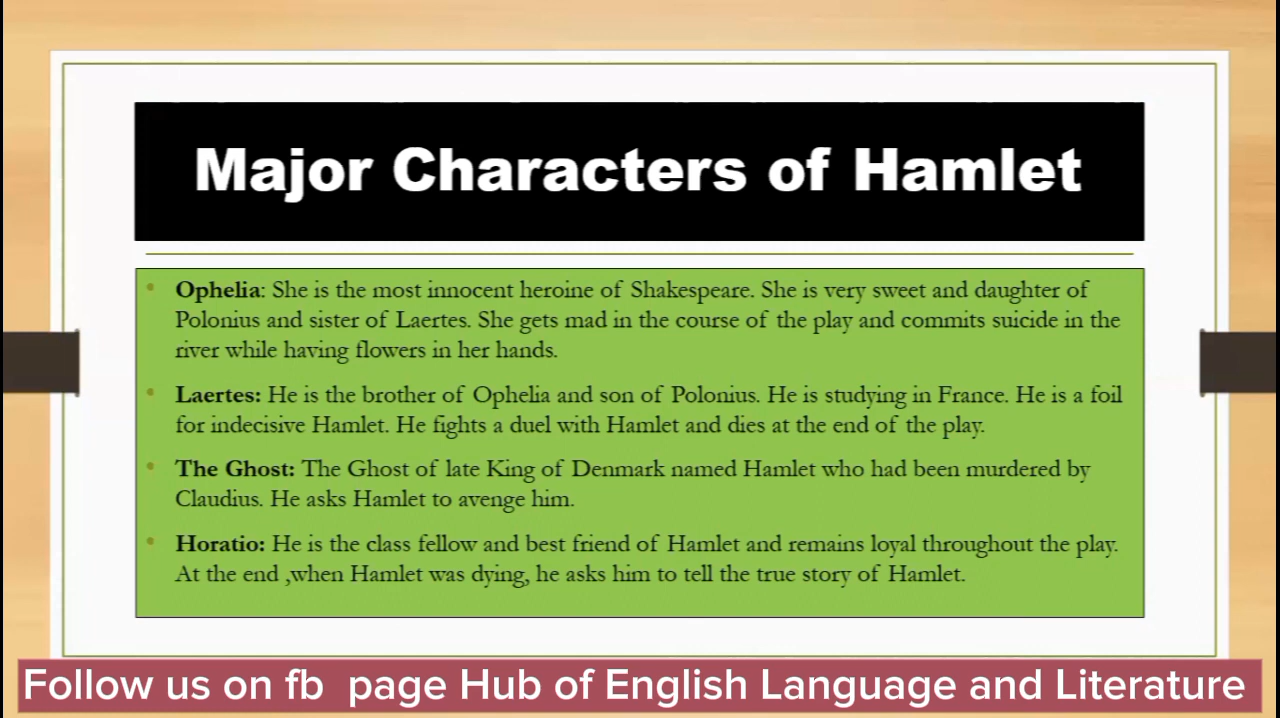 Major Characters of Hamlet
• Ophelia: She is the most innocent heroine of Shakespeare. She is very sweet and daughter of
Polonius and sister of Laertes. She gets mad in the course of the play and commits suicide in the
river while having flowers in her hands.
• Laertes: He is the brother of Ophelia and son of Polonius. He is studying in France. He is a foil
for indecisive Hamlet. He fights a duel with Hamlet and dies at the end of the play.
• The Ghost: The Ghost of late King of Denmark named Hamlet who had been murdered by
Claudius. He asks Hamlet to avenge him.
• Horatio: He is the class fellow and best friend of Hamlet and remains loyal throughout the play.
At the end ,when Hamlet was dying, he asks him to tell the true story of Hamlet.
Follow us on fb page Hub of English Language and Literature